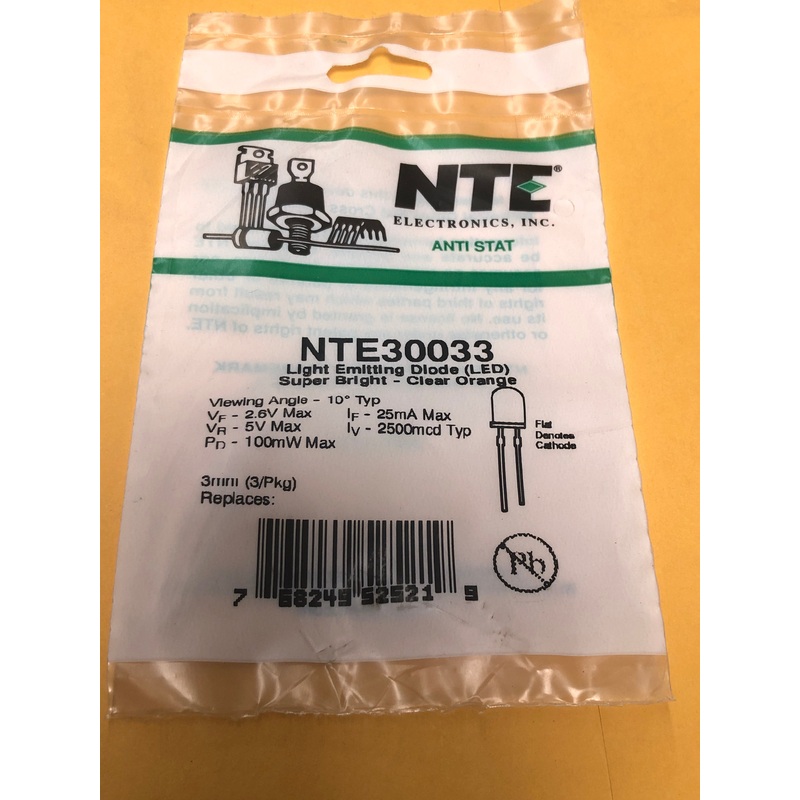 NTE®
ELECTRONICS, INC.
ANTI STAT
NTE30033
Light Emitting Diode (LED)
Super Bright - Clear Orange
Viewing Angle - 10° Typ
VF - 2.6V Max IF - 25mA Max
VR - 5V Max IV - 2500mcd Typ
PD - 100mW Max
Flat
Denotes
Cathode
3mm (3/Pkg)
Replaces:
Pb
7 68249 52521 9